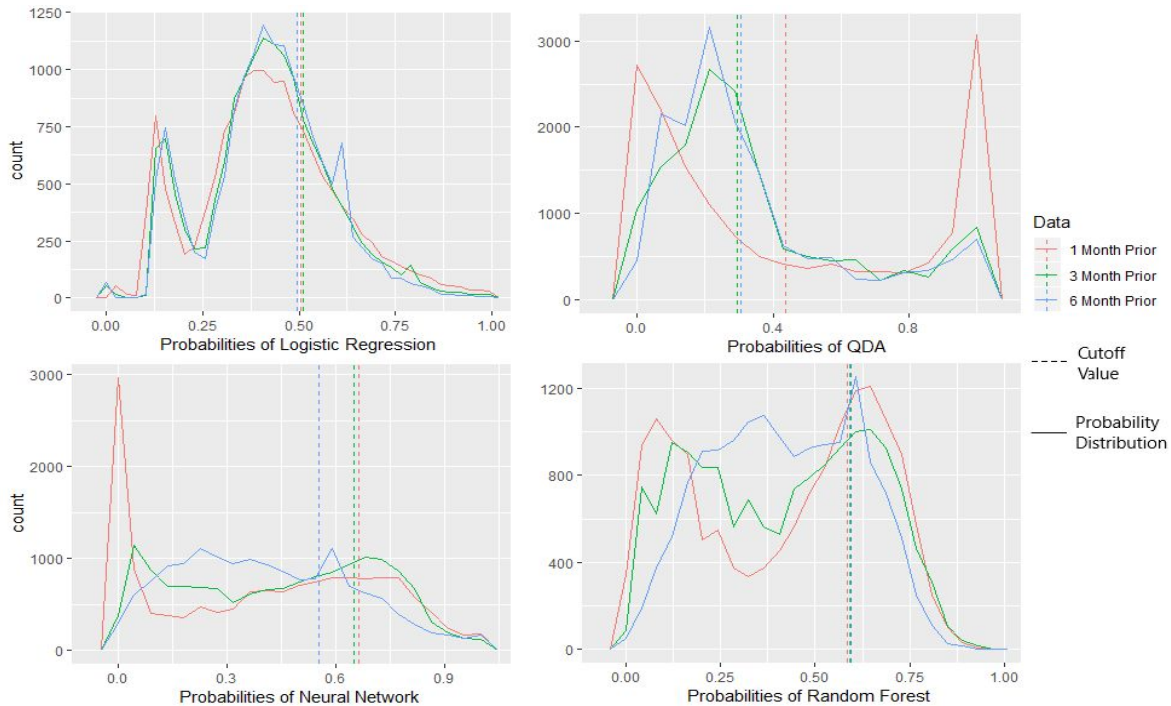 1250
1000
750
500
250
0
count
0.00 0.25 0.50 0.75 1.00
Probabilities of Logistic Regression
3000
2000
1000
0
0.0 0.4 0.8
Probabilities of QDA
3000
2000
1000
0
count
0.0 0.3 0.6 0.9
Probabilities of Neural Network
1200
800
400
0
0.00 0.25 0.50 0.75 1.00
Probabilities of Random Forest
Data
1 Month Prior
3 Month Prior
6 Month Prior
Cutoff
Value
Probability
Distribution